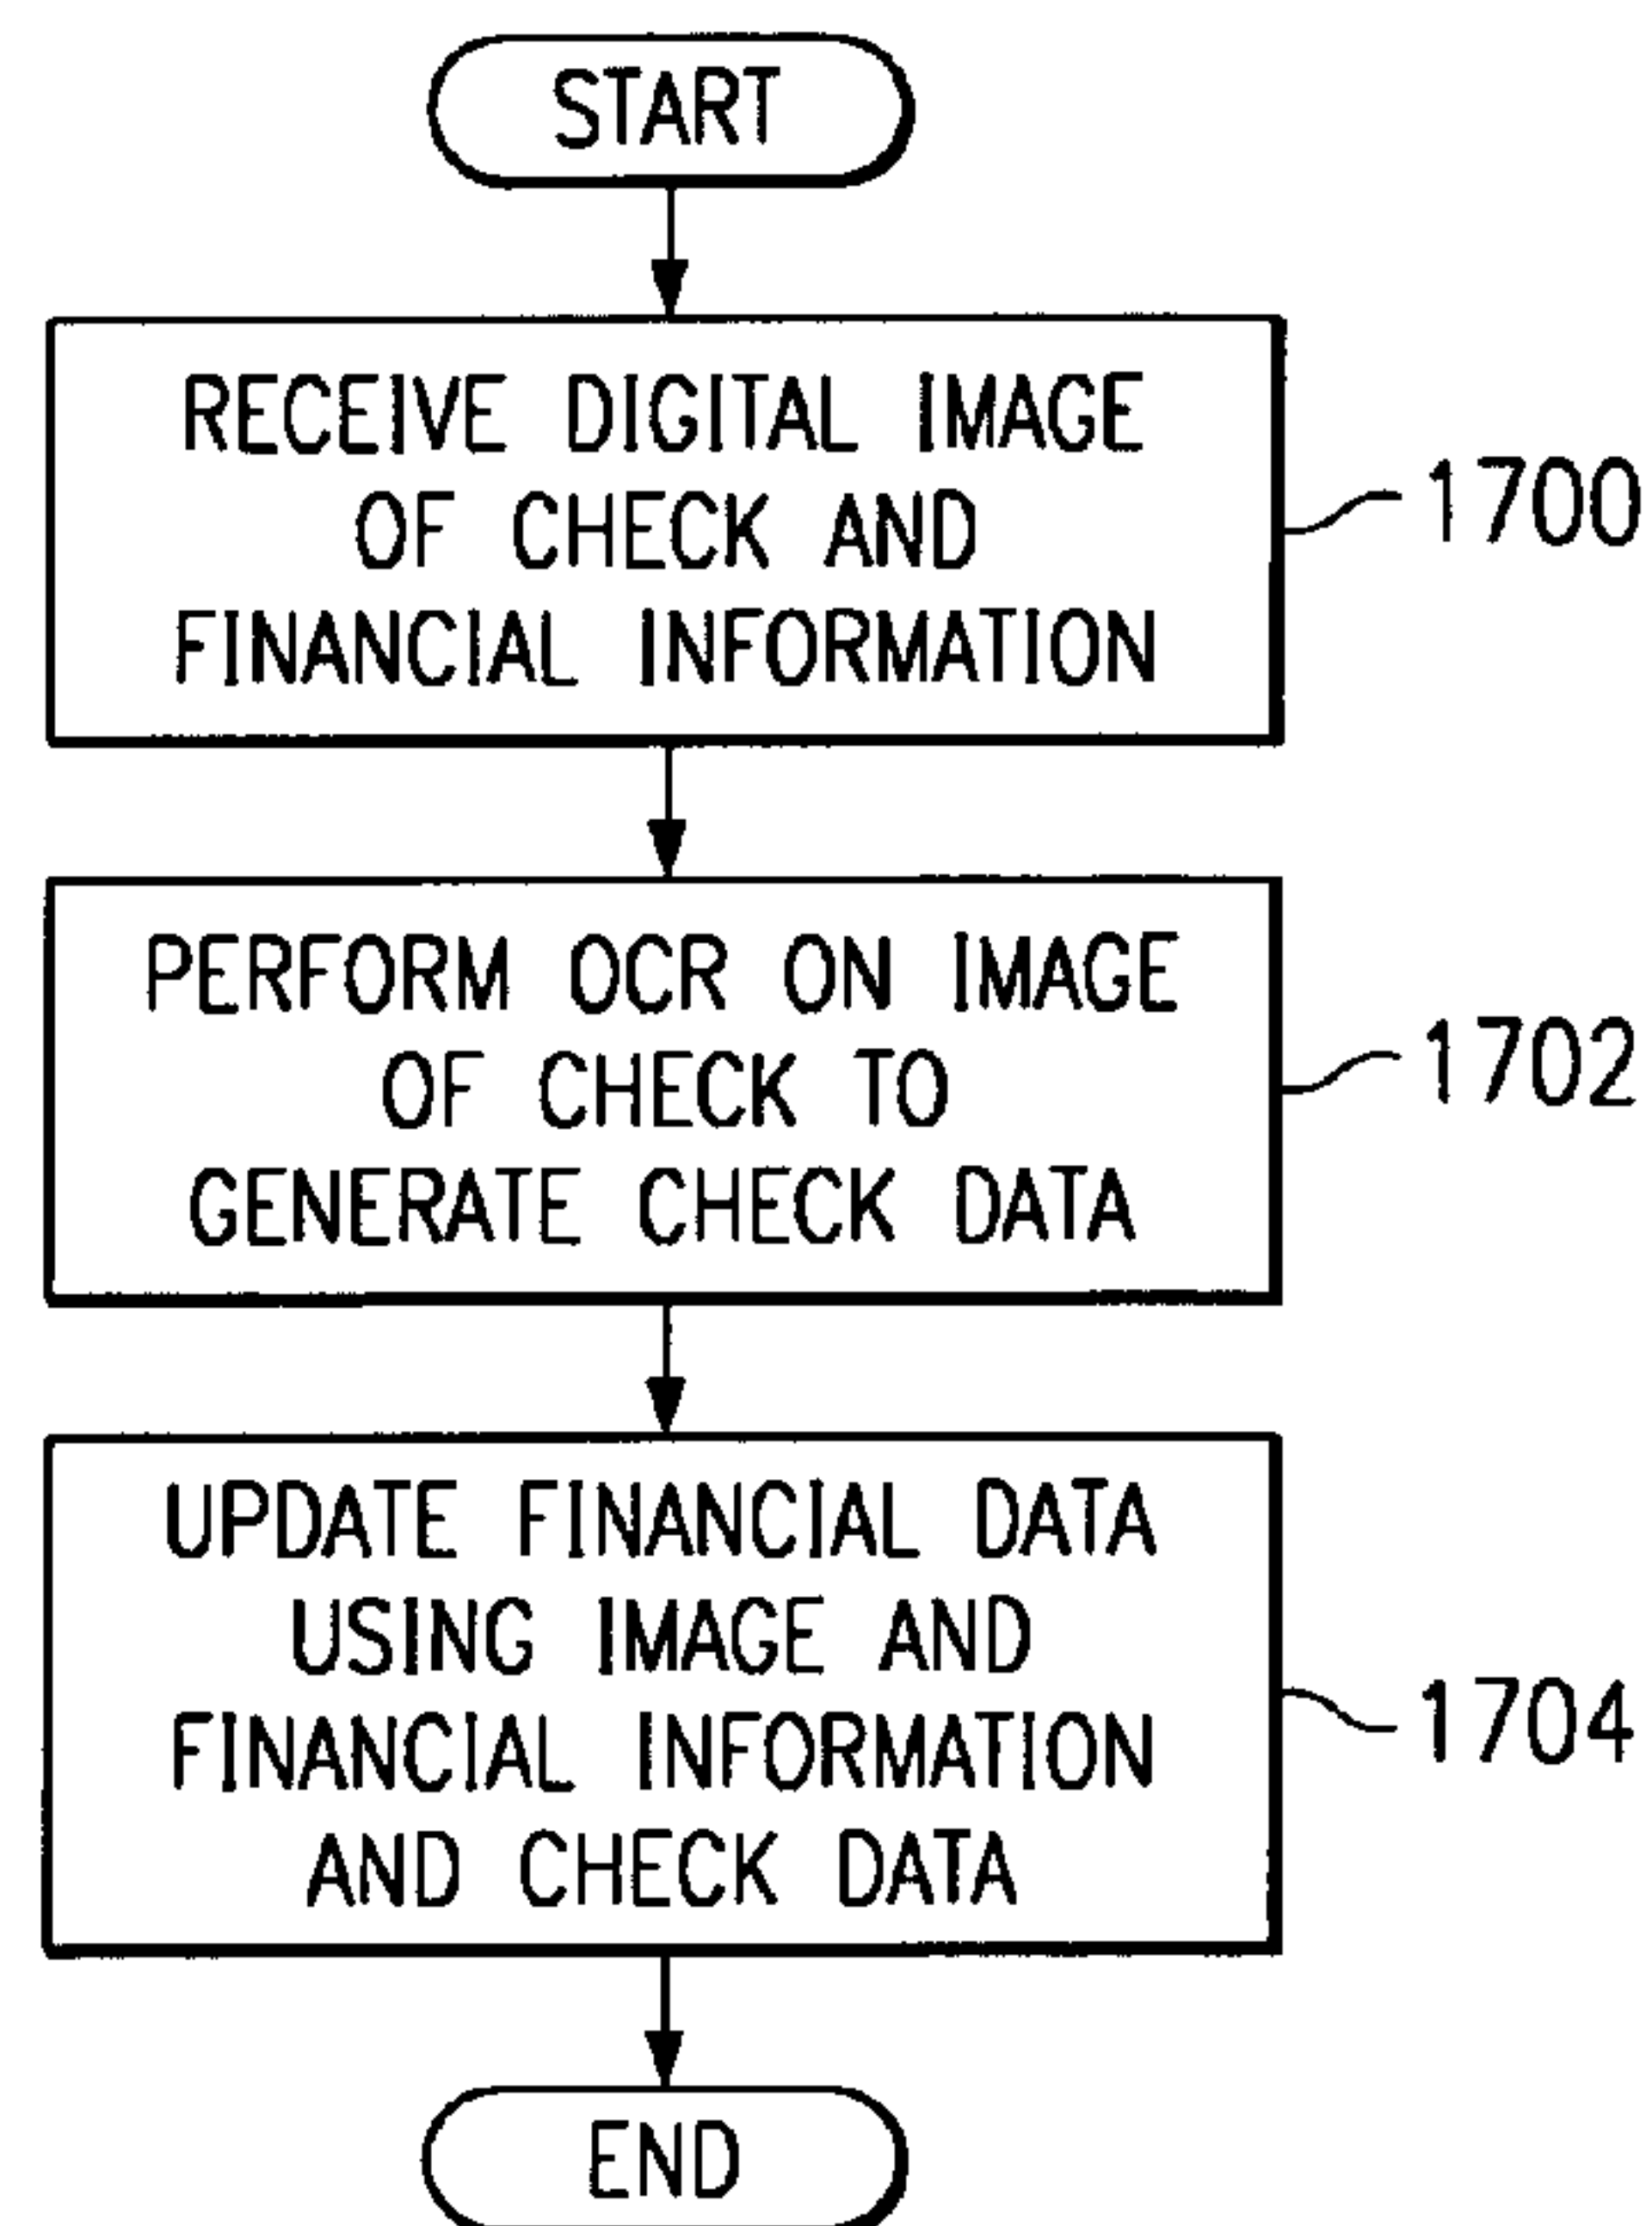 START
RECEIVE DIGITAL IMAGE
OF CHECK AND
FINANCIAL INFORMATION
1700
PERFORM OCR ON IMAGE
OF CHECK TO
GENERATE CHECK DATA
1702
UPDATE FINANCIAL DATA
USING IMAGE AND
FINANCIAL INFORMATION
AND CHECK DATA
1704
END